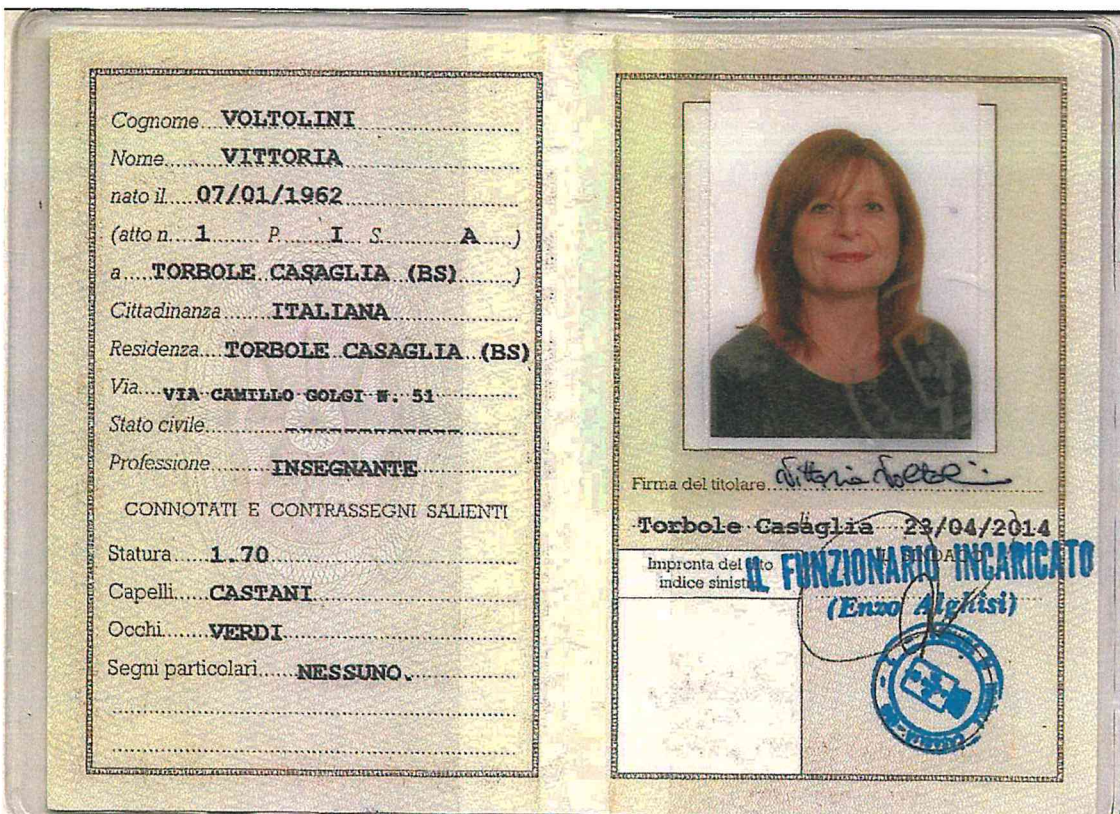 Cognome VOLTOLINI
Nome VITTORIA
nato il 07/01/1962
(atto n. 1 P. I S. A )
a TORBOLE CASAGLIA (BS) )
Cittadinanza ITALIANA
Residenza TORBOLE CASAGLIA (BS)
Via VIA CAMILLO GOLGI N. 51
Stato civile ------------
Professione INSEGNANTE
CONNOTATI E CONTRASSEGNI SALIENTI
Statura 1.70
Capelli CASTANI
Occhi VERDI
Segni particolari NESSUNO.
Firma del titolare Vittoria Voltolini
Torbole Casaglia 23/04/2014
Impronta del dito
indice sinistro
IL FUNZIONARIO INCARICATO
(Enzo Alghisi)